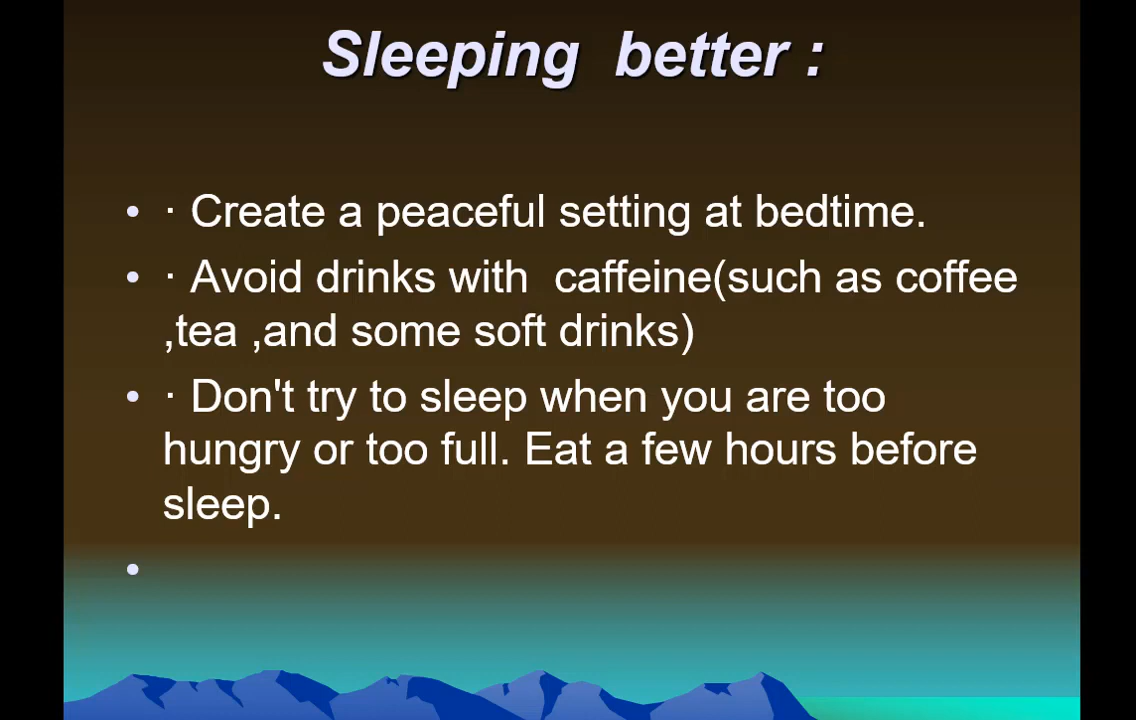 Sleeping  better :
• · Create a peaceful setting at bedtime.
• · Avoid drinks with  caffeine(such as coffee
,tea ,and some soft drinks)
• · Don't try to sleep when you are too
hungry or too full. Eat a few hours before
sleep.
•